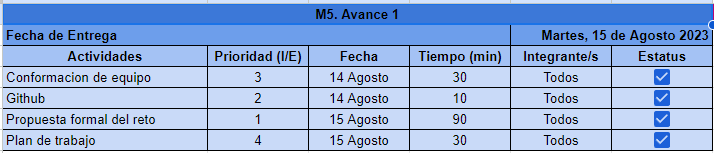 M5. Avance 1
Fecha de Entrega Martes, 15 de Agosto 2023
Actividades Prioridad (I/E) Fecha Tiempo (min) Integrante/s Estatus
Conformacion de equipo 3 14 Agosto 30 Todos
Github 2 14 Agosto 10 Todos
Propuesta formal del reto 1 15 Agosto 90 Todos
Plan de trabajo 4 15 Agosto 30 Todos